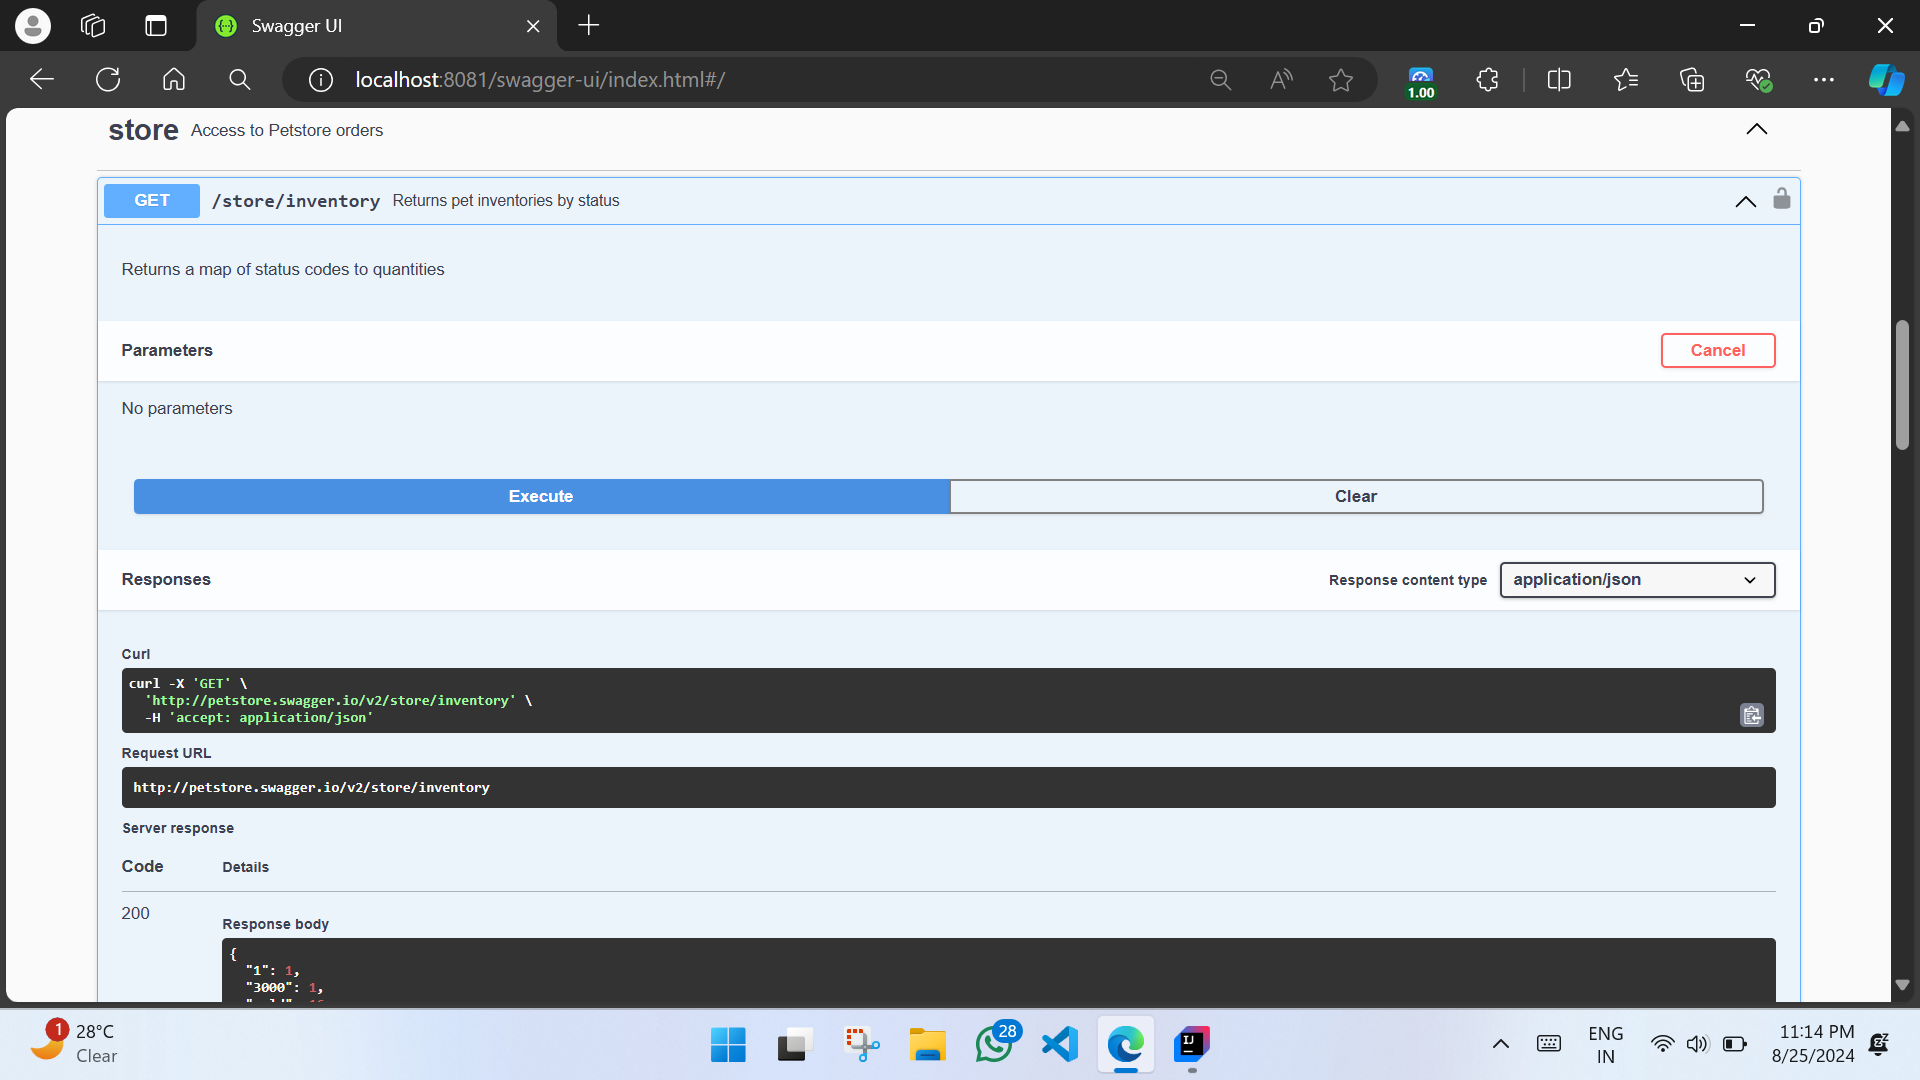 Swagger UI
localhost:8081/swagger-ui/index.html#/
1.00
store Access to Petstore orders
GET /store/inventory Returns pet inventories by status
Returns a map of status codes to quantities
Parameters
Cancel
No parameters
Execute
Clear
Responses
Response content type
application/json
Curl
curl -X 'GET' \
'http://petstore.swagger.io/v2/store/inventory' \
-H 'accept: application/json'
Request URL
http://petstore.swagger.io/v2/store/inventory
Server response
Code Details
200
Response body
{
"1": 1,
"3000": 1,
1
28°C
Clear
28
IJ
ENG
IN
11:14 PM
8/25/2024